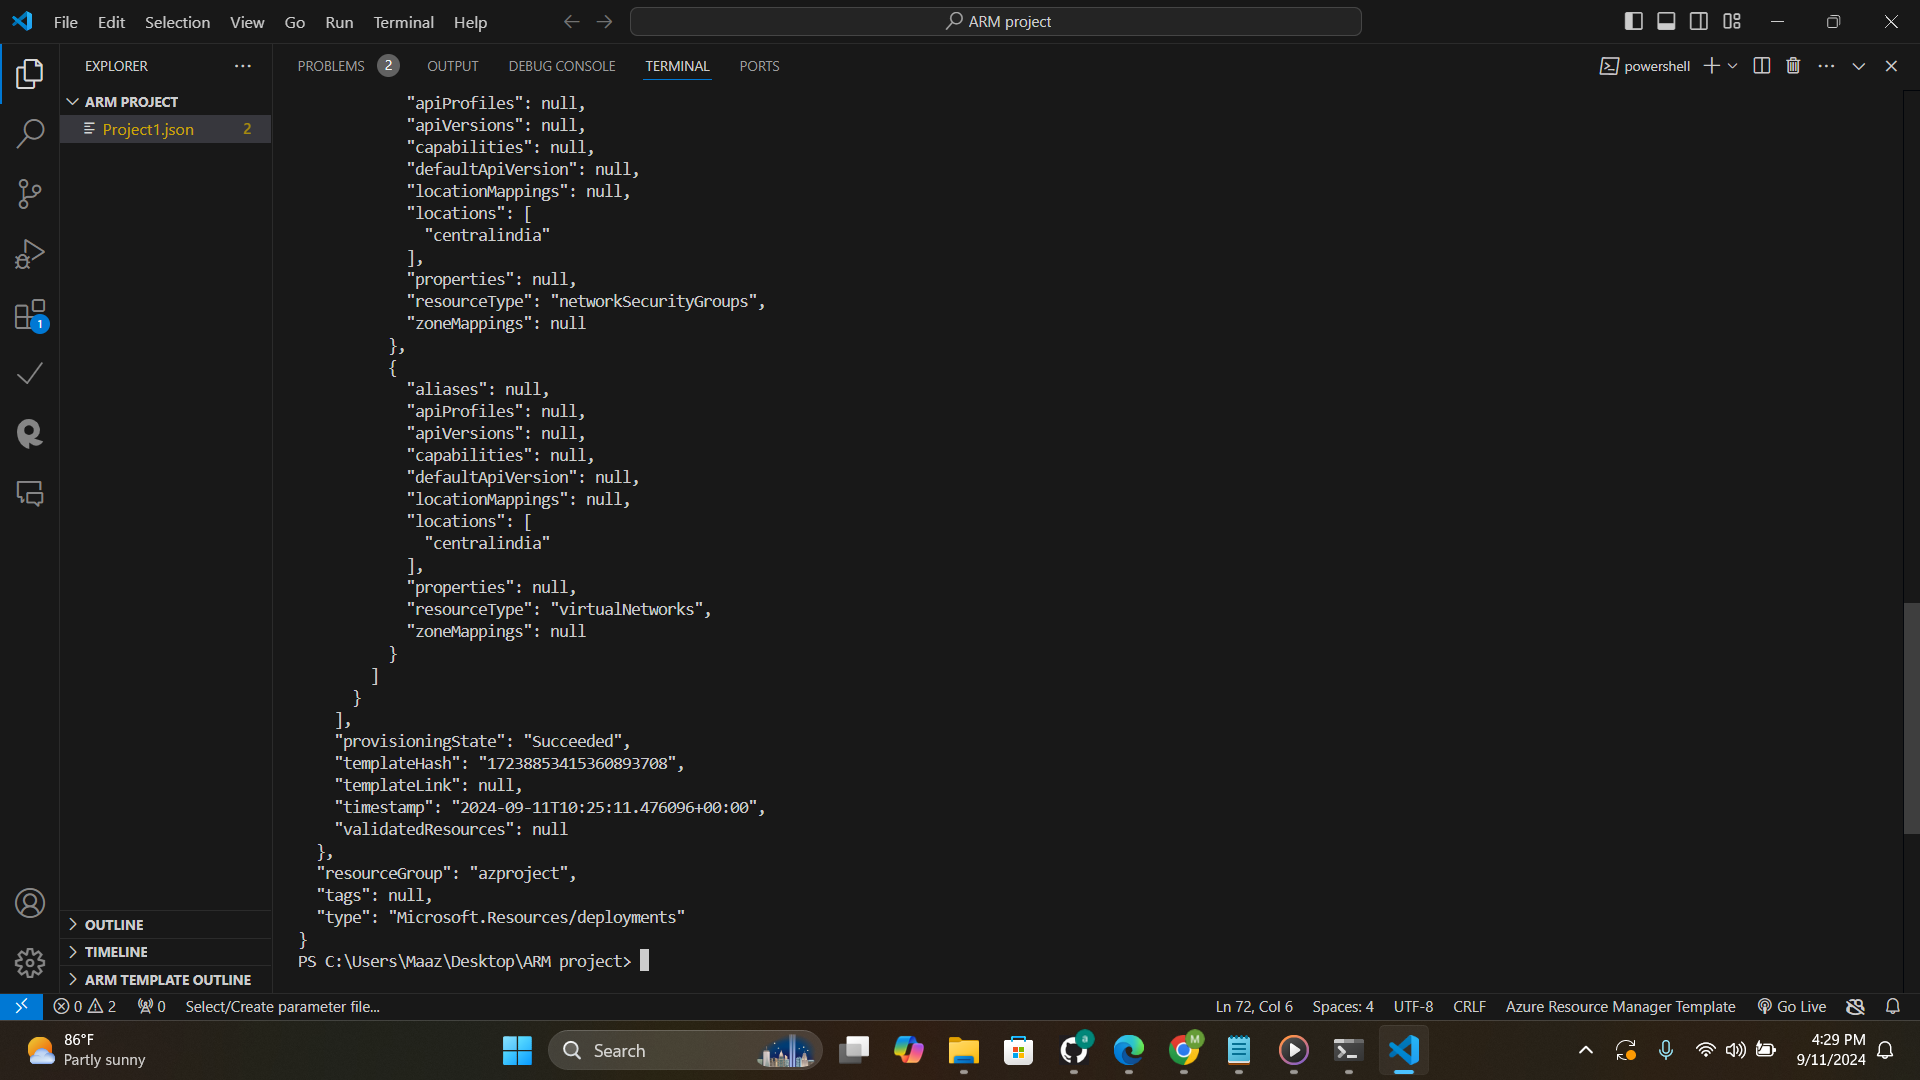 File Edit Selection View Go Run Terminal Help
ARM project
EXPLORER
PROBLEMS 2 OUTPUT DEBUG CONSOLE TERMINAL PORTS
powershell
ARM PROJECT
Project1.json 2
"apiProfiles": null,
"apiVersions": null,
"capabilities": null,
"defaultApiVersion": null,
"locationMappings": null,
"locations": [
"centralindia"
],
"properties": null,
"resourceType": "networkSecurityGroups",
"zoneMappings": null
},
{
"aliases": null,
"apiProfiles": null,
"apiVersions": null,
"capabilities": null,
"defaultApiVersion": null,
"locationMappings": null,
"locations": [
"centralindia"
],
"properties": null,
"resourceType": "virtualNetworks",
"zoneMappings": null
}
]
}
],
"provisioningState": "Succeeded",
"templateHash": "17238853415360893708",
"templateLink": null,
"timestamp": "2024-09-11T10:25:11.476096+00:00",
"validatedResources": null
},
"resourceGroup": "azproject",
"tags": null,
"type": "Microsoft.Resources/deployments"
}
PS C:\Users\Maaz\Desktop\ARM project>
1
OUTLINE
TIMELINE
ARM TEMPLATE OUTLINE
0 2 0 Select/Create parameter file...
Ln 72, Col 6 Spaces: 4 UTF-8 CRLF Azure Resource Manager Template Go Live
86°F
Partly sunny
Search
a
M
4:29 PM
9/11/2024